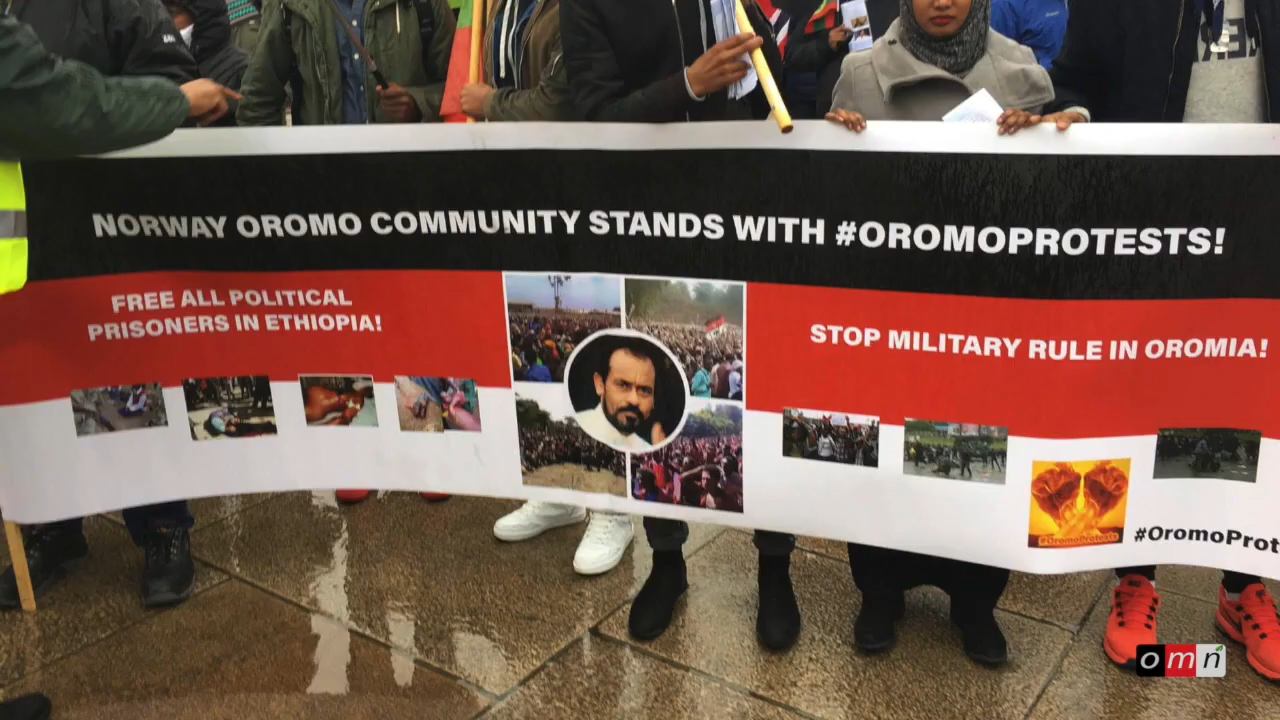 NORWAY OROMO COMMUNITY STANDS WITH #OROMOPROTESTS!
FREE ALL POLITICAL
PRISONERS IN ETHIOPIA!
STOP MILITARY RULE IN OROMIA!
#OromoProtests
#OromoProt
omn